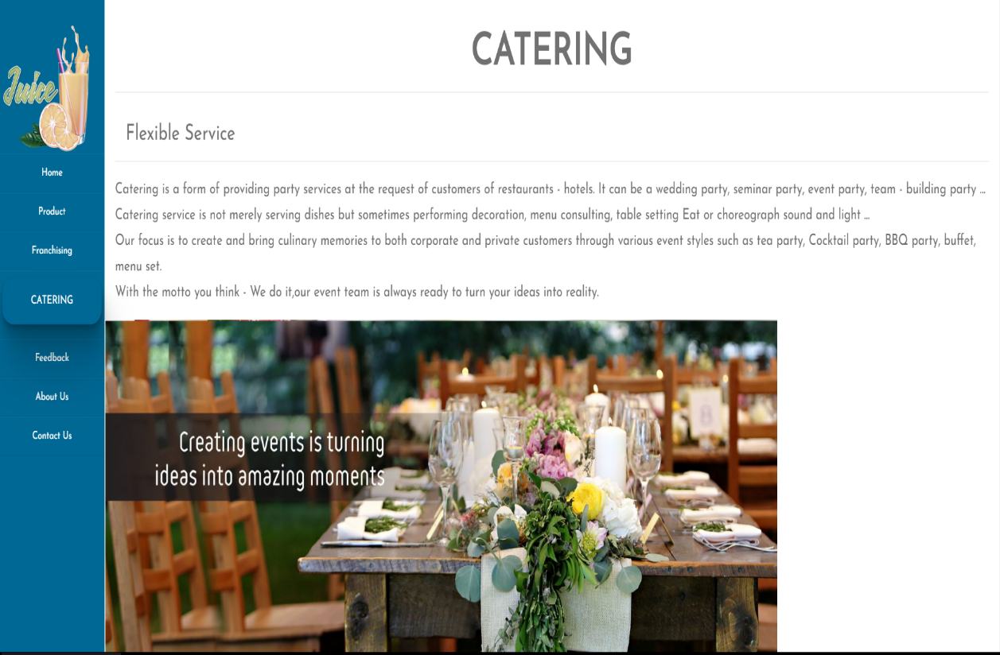 Juice
Home
Product
Franchising
CATERING
Feedback
About Us
Contact Us
CATERING
Flexible Service
Catering is a form of providing party services at the request of customers of restaurants - hotels. It can be a wedding party, seminar party, event party, team - building party ...
Catering service is not merely serving dishes but sometimes performing decoration, menu consulting, table setting Eat or choreograph sound and light ...
Our focus is to create and bring culinary memories to both corporate and private customers through various event styles such as tea party, Cocktail party, BBQ party, buffet,
menu set.
With the motto you think - We do it,our event team is always ready to turn your ideas into reality.
Creating events is turning
ideas into amazing moments